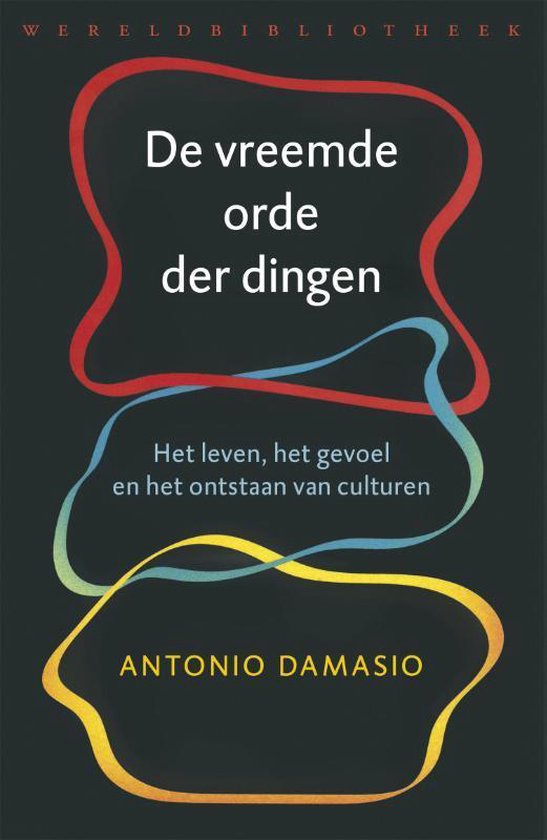 WERELDBIBLIOTHEEK
De vreemde
orde
der dingen
Het leven, het gevoel
en het ontstaan van culturen
ANTONIO DAMASIO